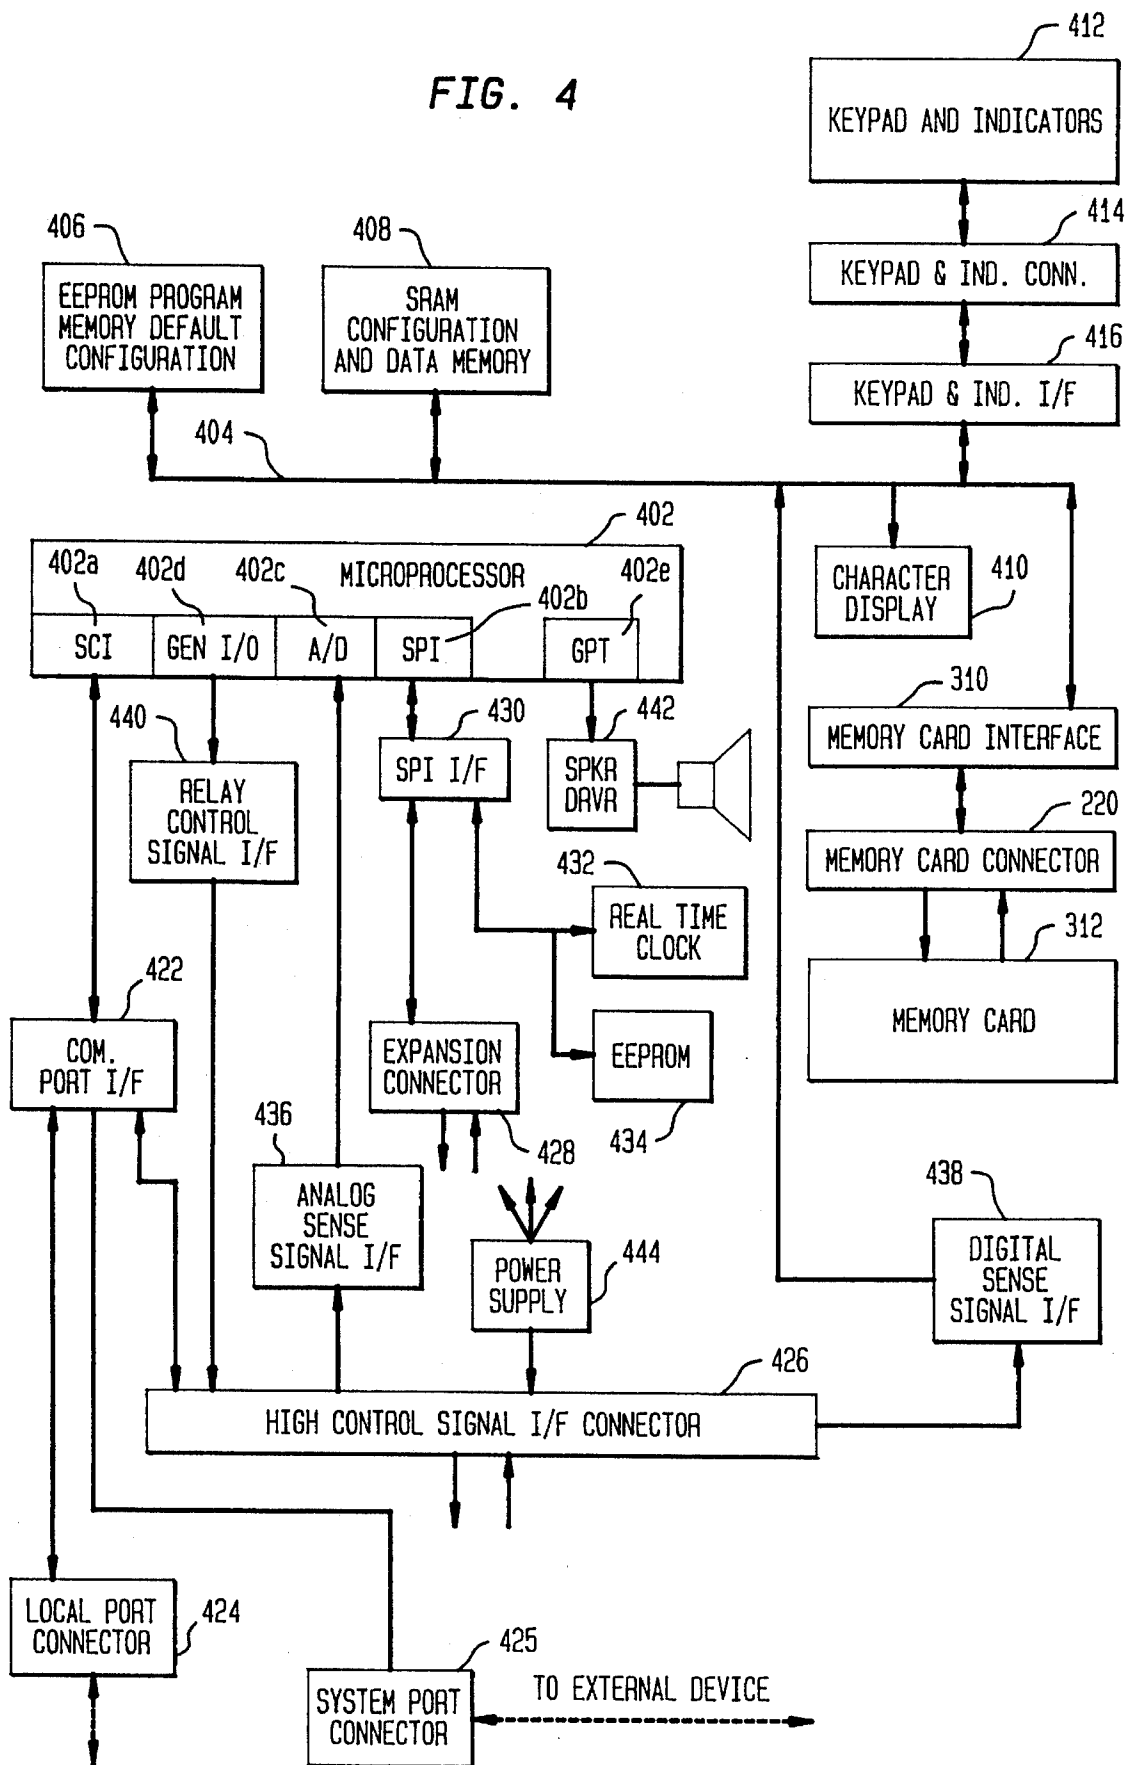 FIG. 4
412
KEYPAD AND INDICATORS
414
KEYPAD & IND. CONN.
416
KEYPAD & IND. I/F
406
EEPROM PROGRAM
MEMORY DEFAULT
CONFIGURATION
408
SRAM
CONFIGURATION
AND DATA MEMORY
404
402
MICROPROCESSOR
402a
SCI
402d
GEN I/O
402c
A/D
402b
SPI
402e
GPT
CHARACTER
DISPLAY
410
310
MEMORY CARD INTERFACE
220
MEMORY CARD CONNECTOR
312
MEMORY CARD
440
RELAY
CONTROL
SIGNAL I/F
430
SPI I/F
442
SPKR
DRVR
432
REAL TIME
CLOCK
EEPROM
434
422
COM.
PORT I/F
EXPANSION
CONNECTOR
428
436
ANALOG
SENSE
SIGNAL I/F
POWER
SUPPLY
444
438
DIGITAL
SENSE
SIGNAL I/F
426
HIGH CONTROL SIGNAL I/F CONNECTOR
LOCAL PORT
CONNECTOR
424
425
SYSTEM PORT
CONNECTOR
TO EXTERNAL DEVICE